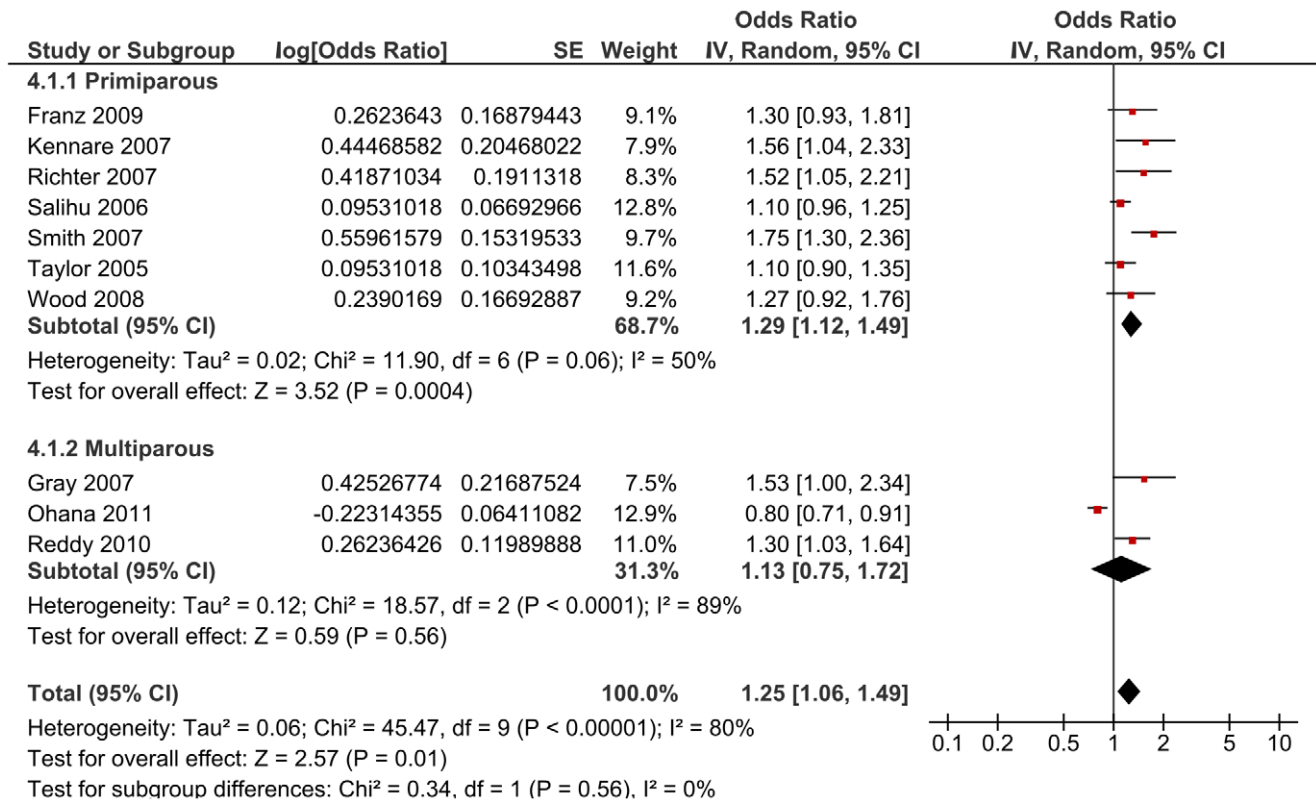 Odds Ratio Odds Ratio
Study or Subgroup log[Odds Ratio] SE Weight IV, Random, 95% CI IV, Random, 95% CI
4.1.1 Primiparous
Franz 2009 0.2623643 0.16879443 9.1% 1.30 [0.93, 1.81]
Kennare 2007 0.44468582 0.20468022 7.9% 1.56 [1.04, 2.33]
Richter 2007 0.41871034 0.1911318 8.3% 1.52 [1.05, 2.21]
Salihu 2006 0.09531018 0.06692966 12.8% 1.10 [0.96, 1.25]
Smith 2007 0.55961579 0.15319533 9.7% 1.75 [1.30, 2.36]
Taylor 2005 0.09531018 0.10343498 11.6% 1.10 [0.90, 1.35]
Wood 2008 0.2390169 0.16692887 9.2% 1.27 [0.92, 1.76]
Subtotal (95% CI) 68.7% 1.29 [1.12, 1.49]
Heterogeneity: Tau² = 0.02; Chi² = 11.90, df = 6 (P = 0.06); I² = 50%
Test for overall effect: Z = 3.52 (P = 0.0004)
4.1.2 Multiparous
Gray 2007 0.42526774 0.21687524 7.5% 1.53 [1.00, 2.34]
Ohana 2011 -0.22314355 0.06411082 12.9% 0.80 [0.71, 0.91]
Reddy 2010 0.26236426 0.11989888 11.0% 1.30 [1.03, 1.64]
Subtotal (95% CI) 31.3% 1.13 [0.75, 1.72]
Heterogeneity: Tau² = 0.12; Chi² = 18.57, df = 2 (P < 0.0001); I² = 89%
Test for overall effect: Z = 0.59 (P = 0.56)
Total (95% CI) 100.0% 1.25 [1.06, 1.49]
Heterogeneity: Tau² = 0.06; Chi² = 45.47, df = 9 (P < 0.00001); I² = 80%
0.1 0.2 0.5 1 2 5 10
Test for overall effect: Z = 2.57 (P = 0.01)
Test for subgroup differences: Chi² = 0.34, df = 1 (P = 0.56), I² = 0%